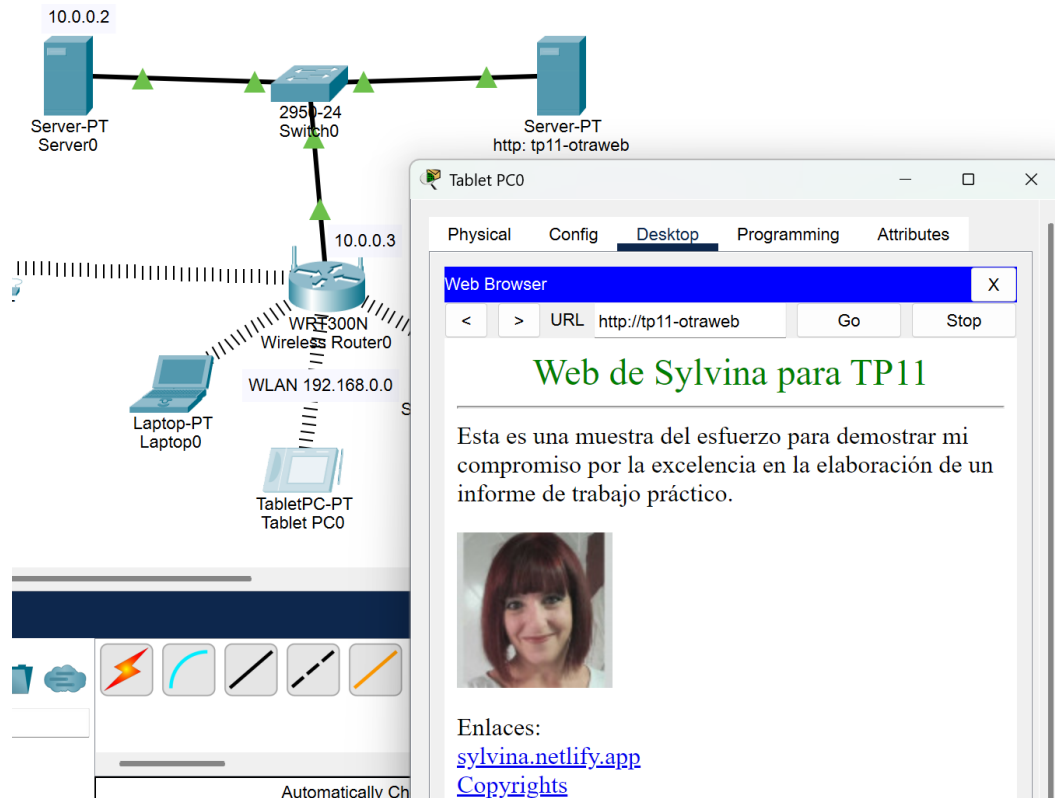 10.0.0.2
Server-PT
Server0
2950-24
Switch0
Server-PT
http: tp11-otraweb
10.0.0.3
WRT300N
Wireless Router0
WLAN 192.168.0.0
Laptop-PT
Laptop0
S
TabletPC-PT
Tablet PC0
Automatically Ch
Tablet PC0
Physical Config Desktop Programming Attributes
Web Browser X
< > URL http://tp11-otraweb Go Stop
Web de Sylvina para TP11
Esta es una muestra del esfuerzo para demostrar mi
compromiso por la excelencia en la elaboración de un
informe de trabajo práctico.
Enlaces:
sylvina.netlify.app
Copyrights